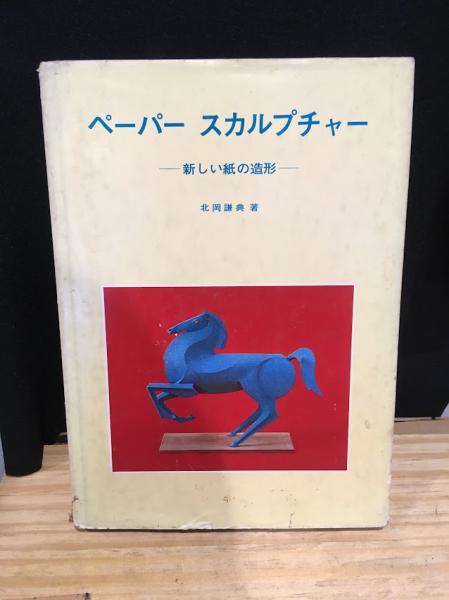 ペーパー スカルプチャー
―新しい紙の造形―
北岡謙典 著